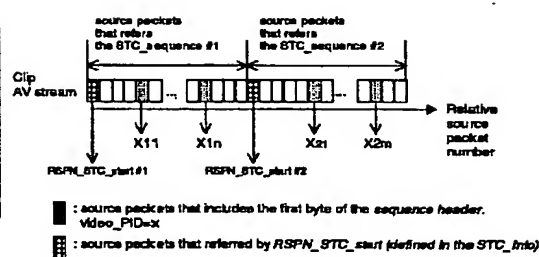 source packets that refers the STC_sequence #1
source packets that refers the STC_sequence #2
Clip AV stream
...
...
Relative source packet number
X11
X1n
X21
X2m
RSPN_STC_start #1
RSPN_STC_start #2
: source packets that includes the first byte of the sequence header.
video_PID=x
: source packets that referred by RSPN_STC_start (defined in the STC_Info)